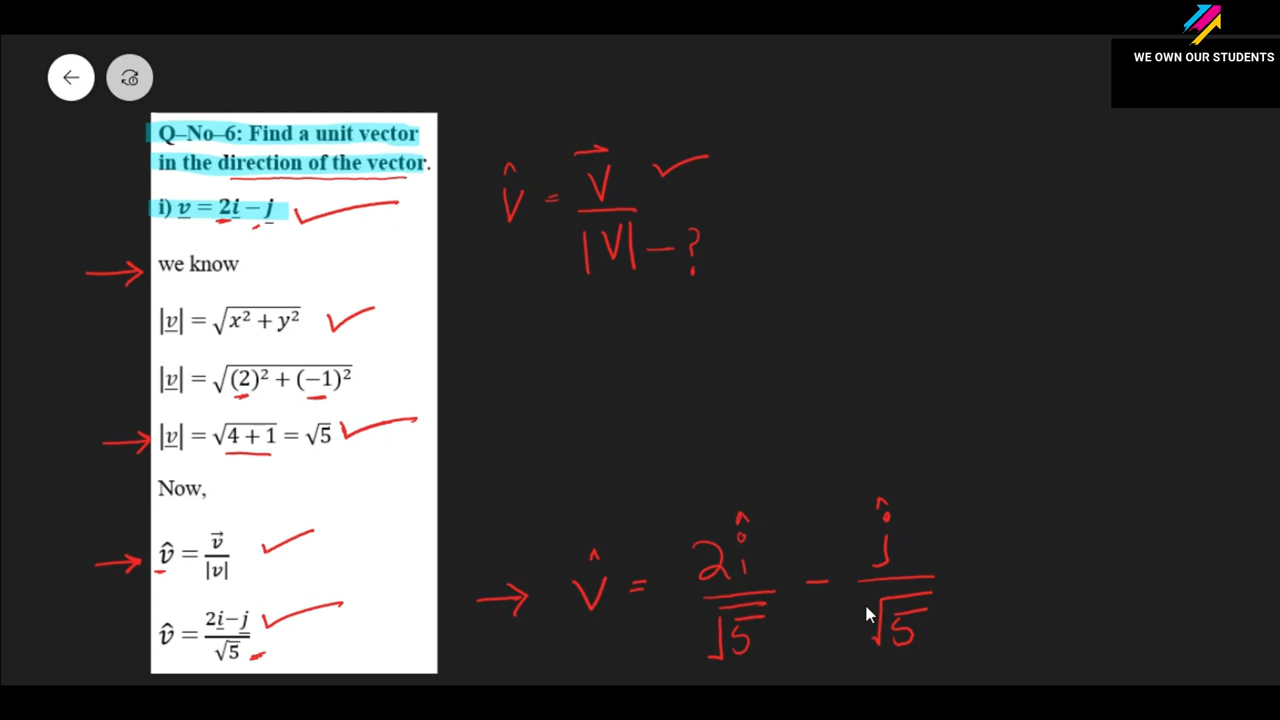 WE OWN OUR STUDENTS
Q–No–6: Find a unit vector
in the direction of the vector.
i) v = 2i − j
we know
|v| = √x² + y²
|v| = √(2)² + (−1)²
|v| = √4 + 1 = √5
Now,
v̂ = v⃗ / |v|
v̂ = 2i−j / √5
v̂ = v⃗ / |v| — ?
v̂ = 2î / √5 − ĵ / √5